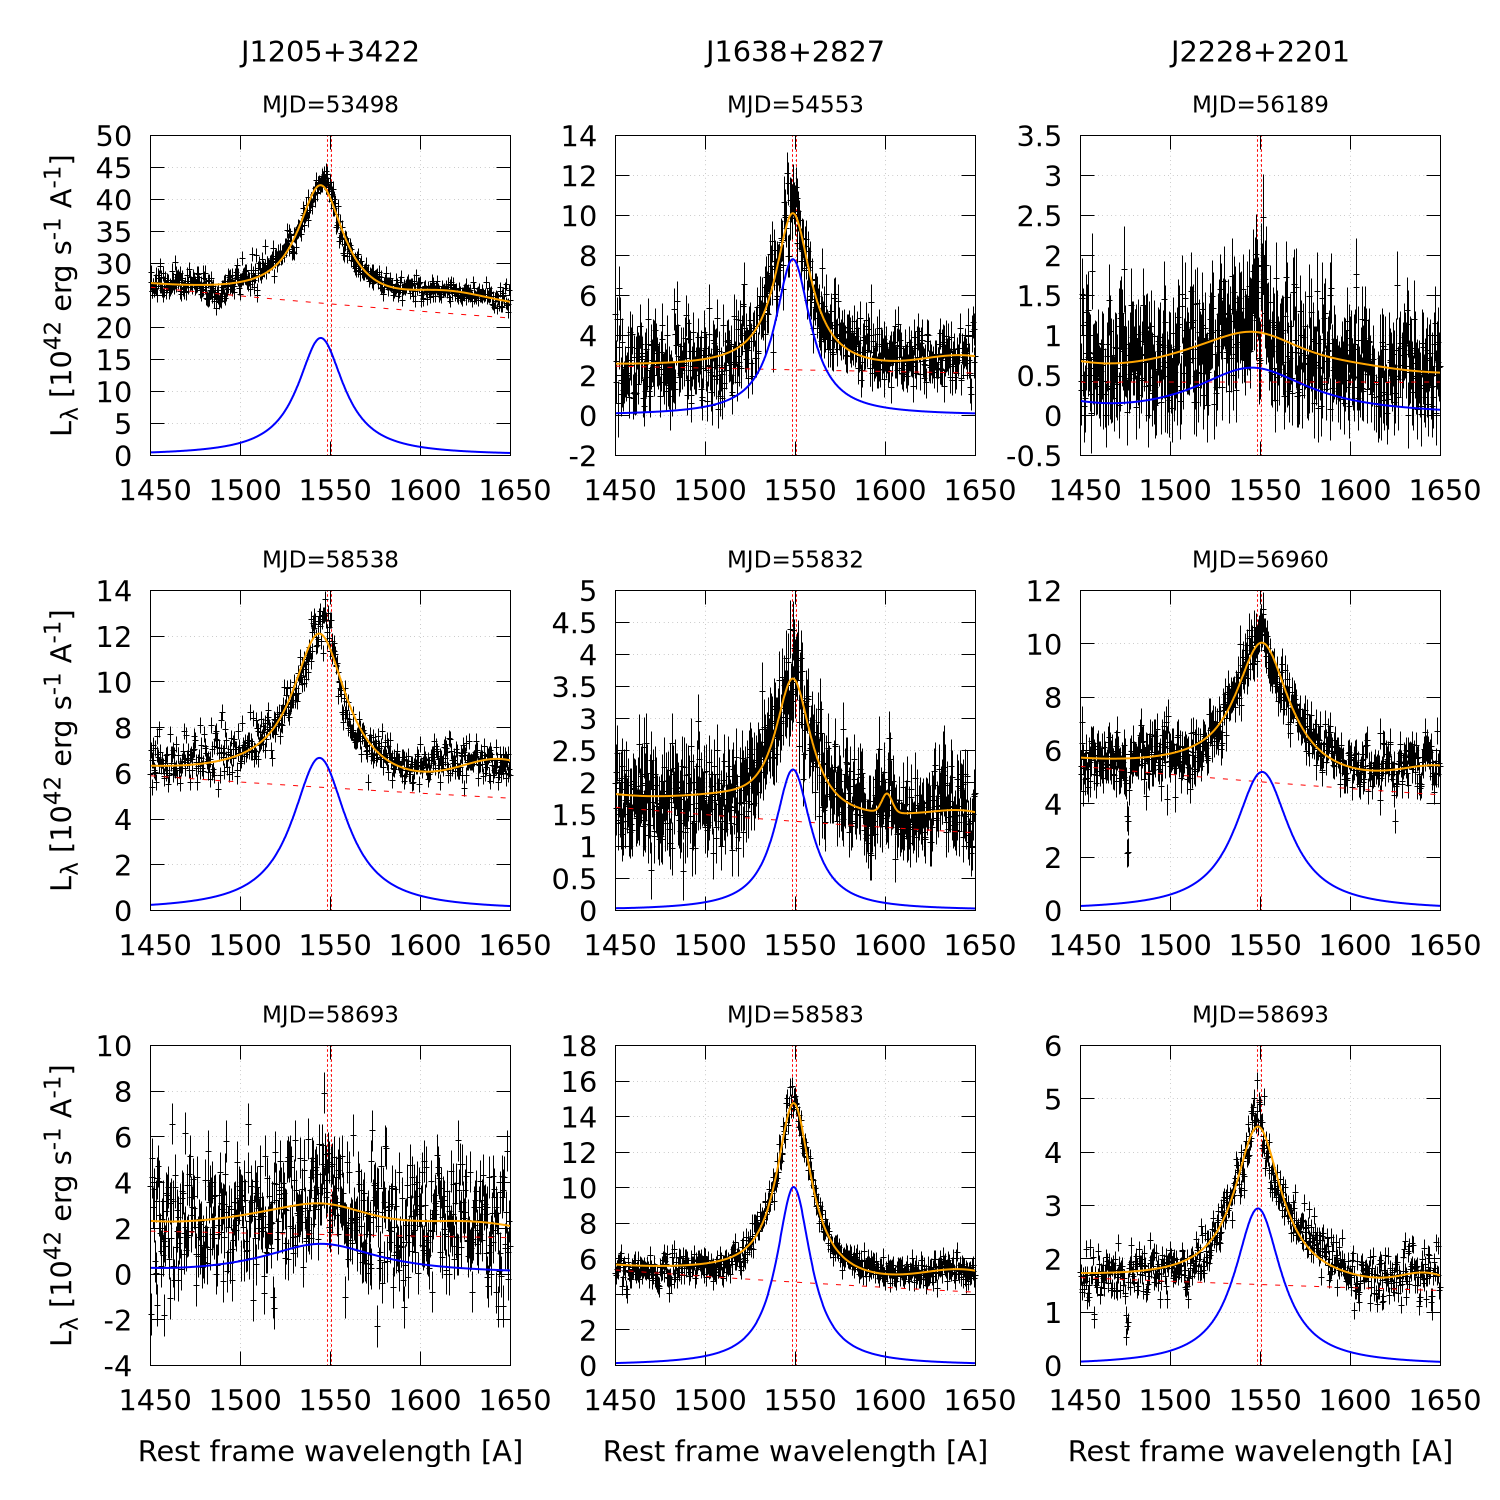 J1205+3422 J1638+2827 J2228+2201
MJD=53498 MJD=54553 MJD=56189
50 45 40 35 30 25 20 15 10 5 0
L_λ [10^42 erg s^-1 A^-1]
14 12 10 8 6 4 2 0 -2
3.5 3 2.5 2 1.5 1 0.5 0 -0.5
1450 1500 1550 1600 1650 1450 1500 1550 1600 1650 1450 1500 1550 1600 1650
MJD=58538 MJD=55832 MJD=56960
14 12 10 8 6 4 2 0
L_λ [10^42 erg s^-1 A^-1]
5 4.5 4 3.5 3 2.5 2 1.5 1 0.5 0
12 10 8 6 4 2 0
1450 1500 1550 1600 1650 1450 1500 1550 1600 1650 1450 1500 1550 1600 1650
MJD=58693 MJD=58583 MJD=58693
10 8 6 4 2 0 -2 -4
L_λ [10^42 erg s^-1 A^-1]
18 16 14 12 10 8 6 4 2 0
6 5 4 3 2 1 0
1450 1500 1550 1600 1650 1450 1500 1550 1600 1650 1450 1500 1550 1600 1650
Rest frame wavelength [A] Rest frame wavelength [A] Rest frame wavelength [A]